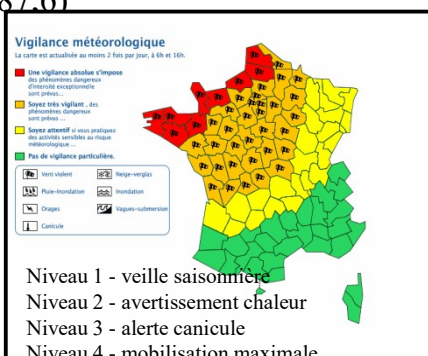 87,6)
Vigilance météorologique
La carte est actualisée au moins 2 fois par jour, à 6h et 16h.
Une vigilance absolue s'impose
des phénomènes dangereux
d'intensité exceptionnelle
sont prévus...
Soyez très vigilant, des
phénomènes dangereux
sont prévus ...
Soyez attentif si vous pratiquez
des activités sensibles au risque
météorologique ...
Pas de vigilance particulière.
Vent violent
Neige-verglas
Pluie-Inondation
Inondation
Orages
Vagues-submersion
Canicule
Niveau 1 - veille saisonnière
Niveau 2 - avertissement chaleur
Niveau 3 - alerte canicule
Niveau 4 - mobilisation maximale